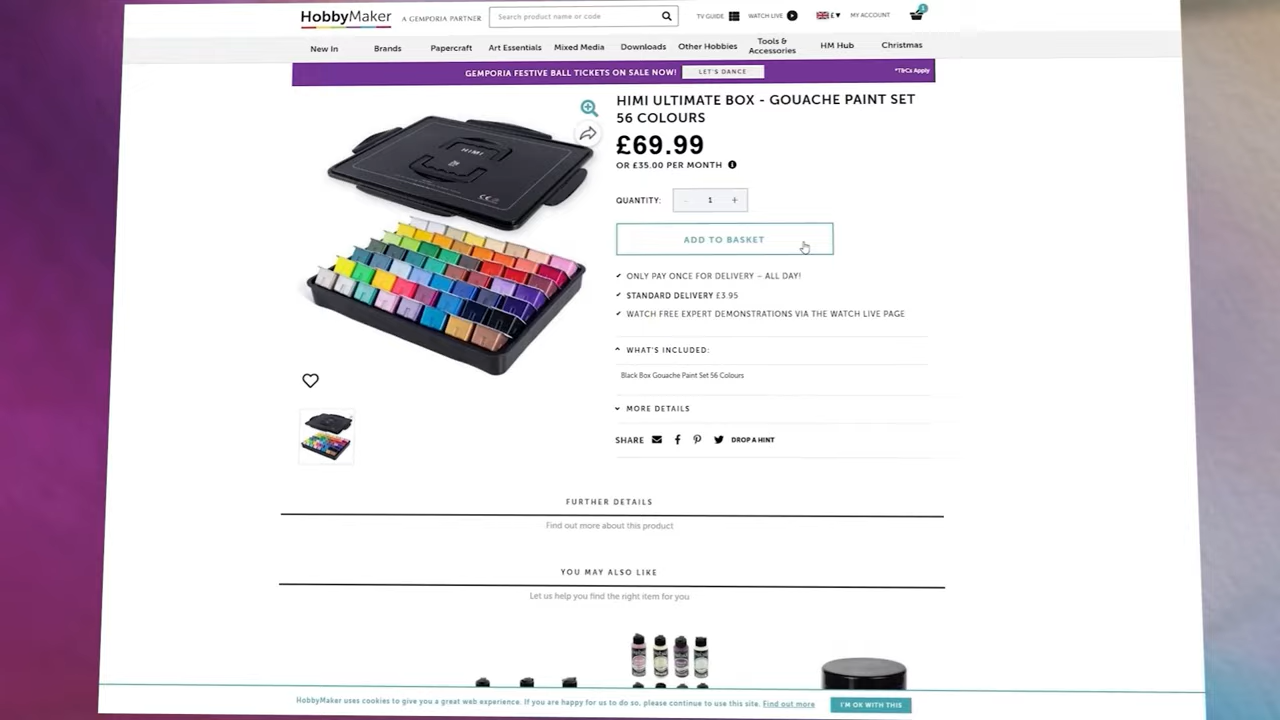 HobbyMaker
A GEMPORIA PARTNER
Search product name or code
TV GUIDE
WATCH LIVE
£
MY ACCOUNT
New In
Brands
Papercraft
Art Essentials
Mixed Media
Downloads
Other Hobbies
Tools &
Accessories
HM Hub
Christmas
GEMPORIA FESTIVE BALL TICKETS ON SALE NOW!
LET'S DANCE
*T&Cs Apply
HIMI ULTIMATE BOX - GOUACHE PAINT SET
56 COLOURS
£69.99
OR £35.00 PER MONTH
QUANTITY:
- 1 +
ADD TO BASKET
HIMI
CE
ONLY PAY ONCE FOR DELIVERY – ALL DAY!
STANDARD DELIVERY £3.95
WATCH FREE EXPERT DEMONSTRATIONS VIA THE WATCH LIVE PAGE
WHAT'S INCLUDED:
Black Box Gouache Paint Set 56 Colours
MORE DETAILS
SHARE
DROP A HINT
FURTHER DETAILS
Find out more about this product
YOU MAY ALSO LIKE
Let us help you find the right item for you
HobbyMaker uses cookies to give you a great web experience. If you are happy for us to do so, please continue to use this site. Find out more
I'M OK WITH THIS